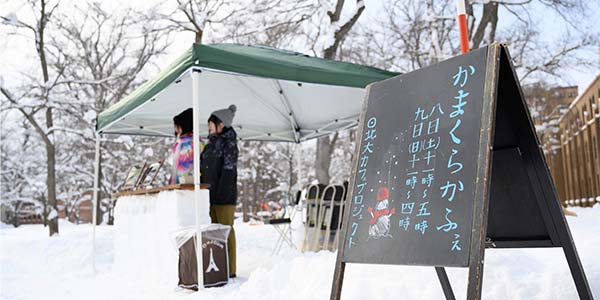 かまくらかふぇ
八日(土)十一時〜五時
九日(日)十一時〜四時
北大カフェプロジェクト